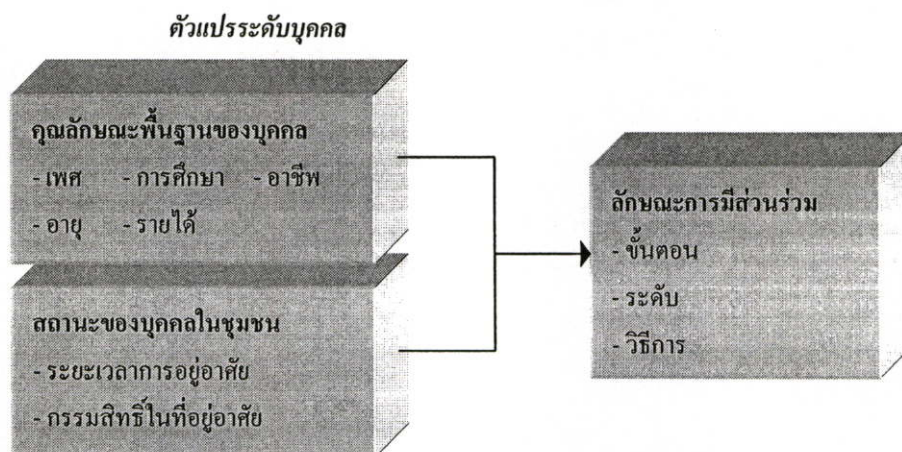 ตัวแปรระดับบุคคล
คุณลักษณะพื้นฐานของบุคคล
- เพศ - การศึกษา - อาชีพ
- อายุ - รายได้
สถานะของบุคคลในชุมชน
- ระยะเวลาการอยู่อาศัย
- กรรมสิทธิ์ในที่อยู่อาศัย
ลักษณะการมีส่วนร่วม
- ขั้นตอน
- ระดับ
- วิธีการ